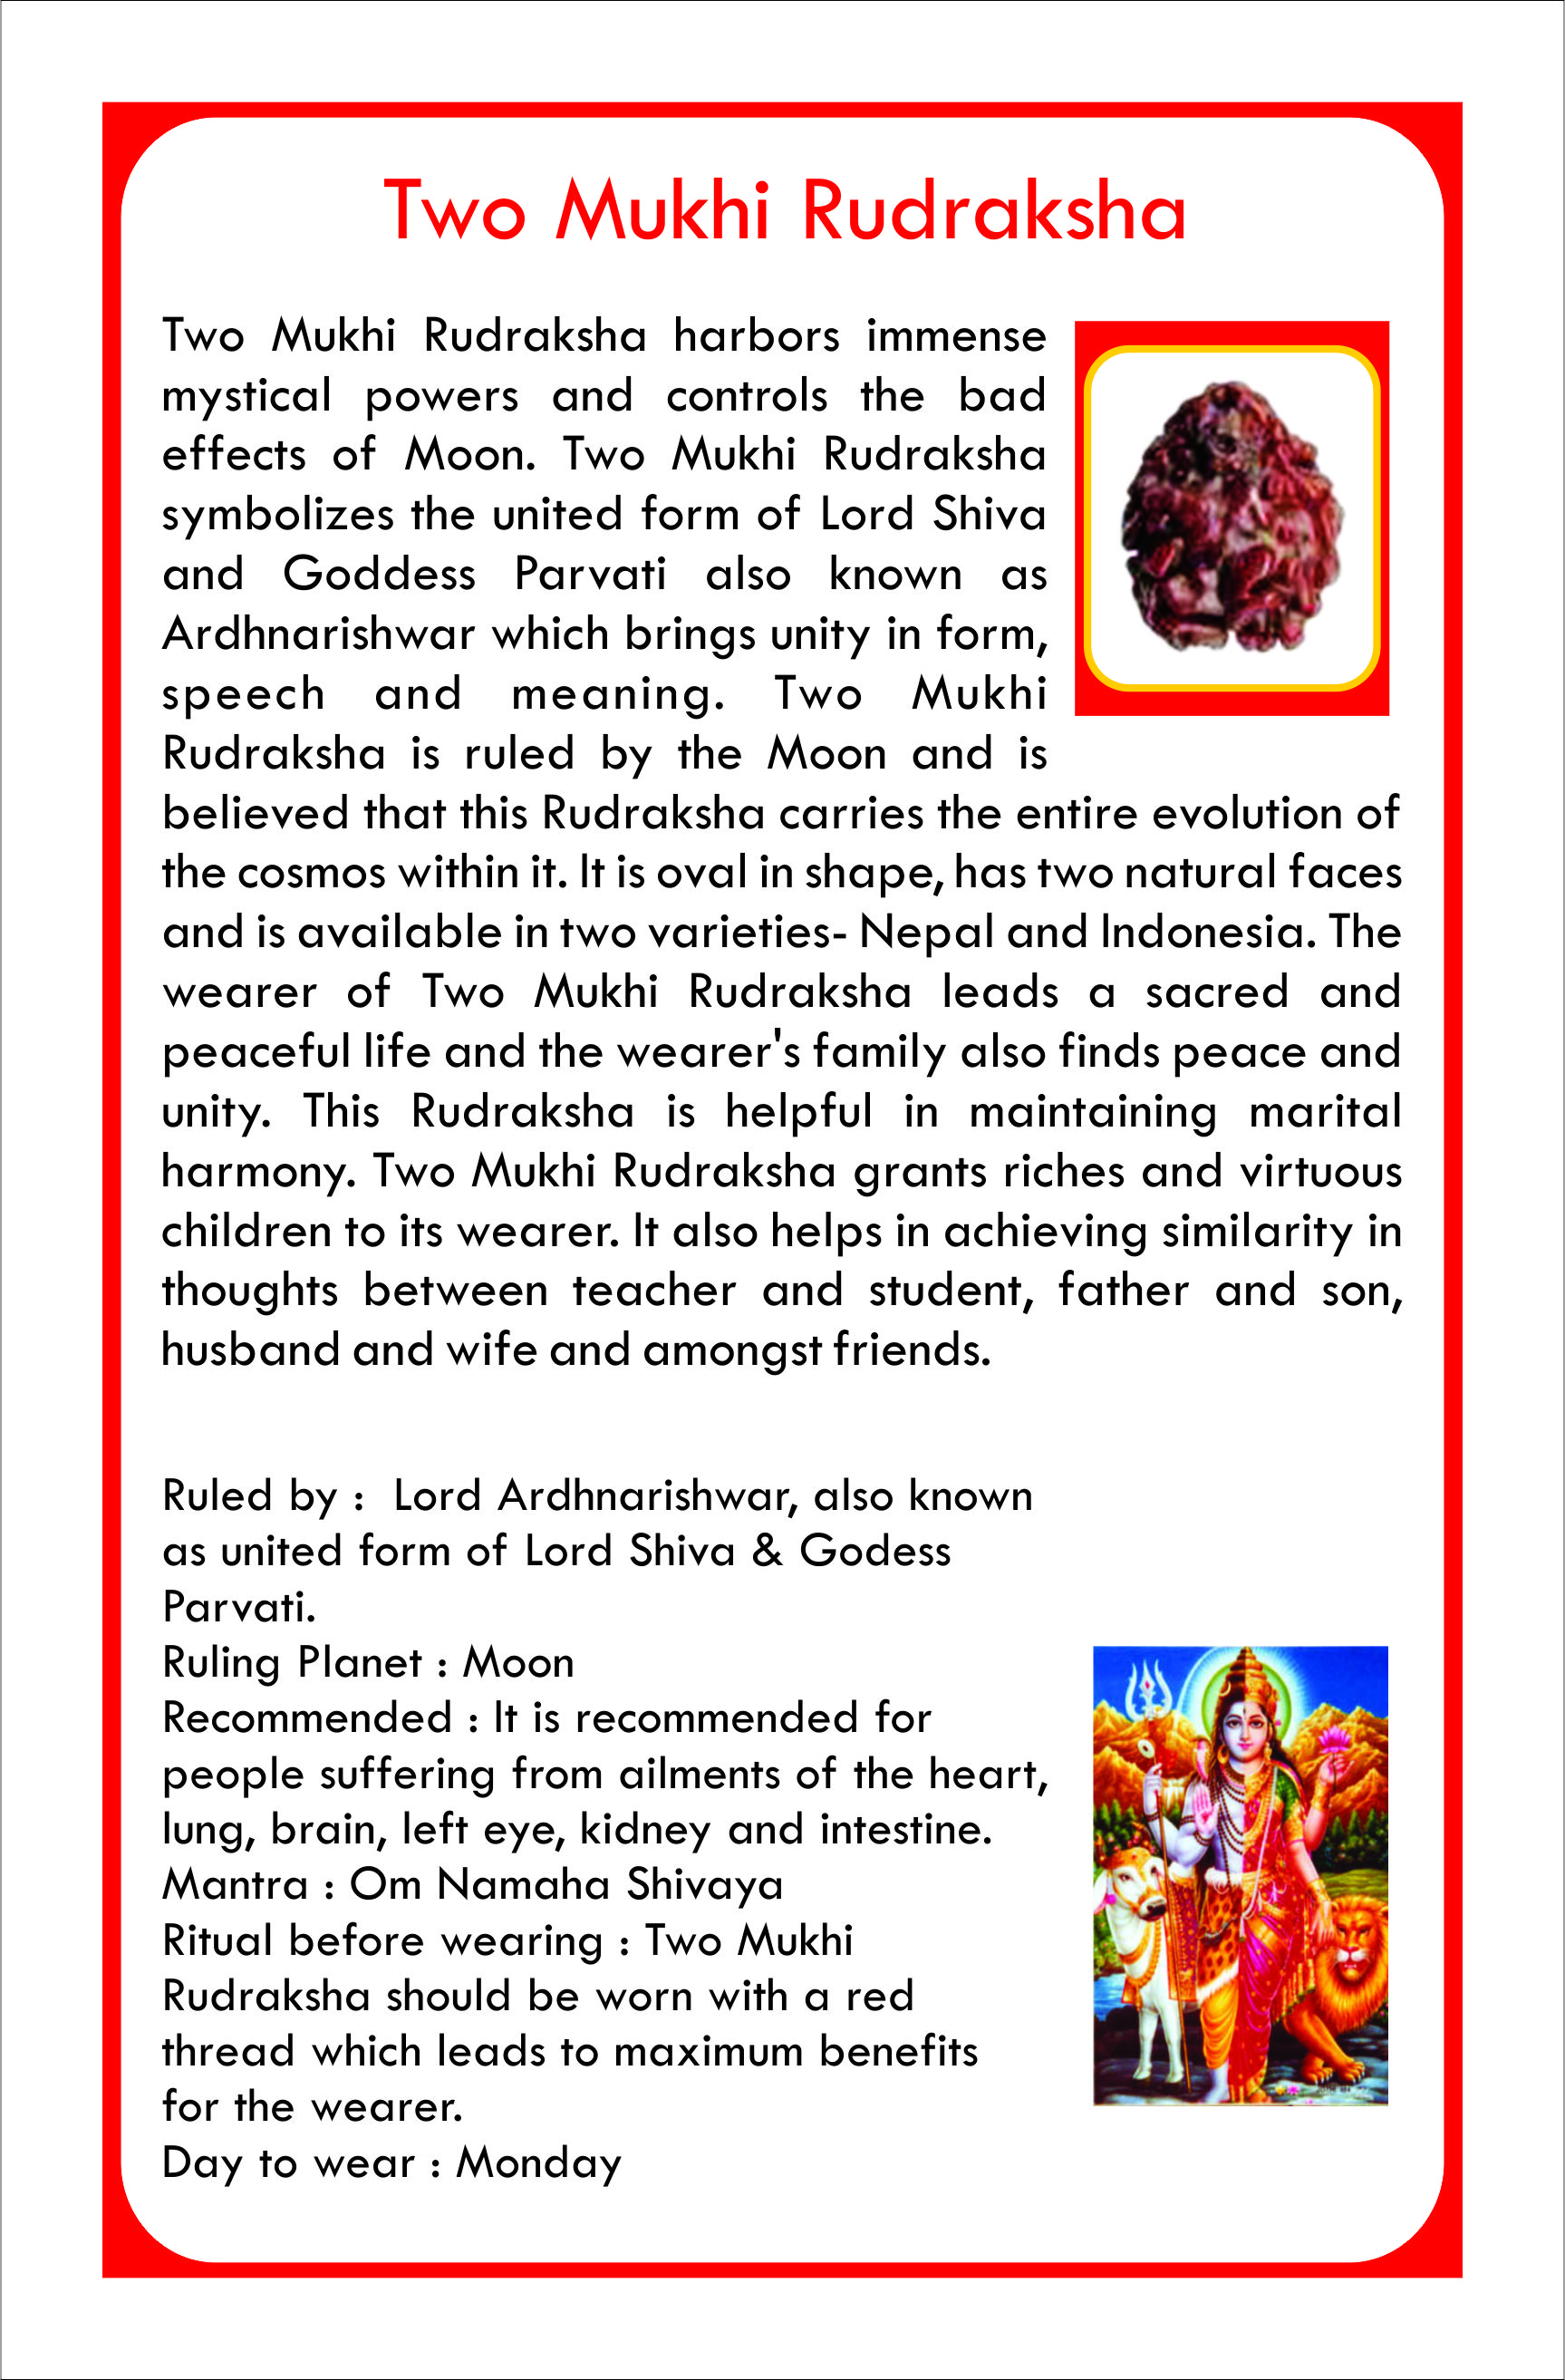 Two Mukhi Rudraksha
Two Mukhi Rudraksha harbors immense
mystical powers and controls the bad
effects of Moon. Two Mukhi Rudraksha
symbolizes the united form of Lord Shiva
and Goddess Parvati also known as
Ardhnarishwar which brings unity in form,
speech and meaning. Two Mukhi
Rudraksha is ruled by the Moon and is
believed that this Rudraksha carries the entire evolution of
the cosmos within it. It is oval in shape, has two natural faces
and is available in two varieties- Nepal and Indonesia. The
wearer of Two Mukhi Rudraksha leads a sacred and
peaceful life and the wearer's family also finds peace and
unity. This Rudraksha is helpful in maintaining marital
harmony. Two Mukhi Rudraksha grants riches and virtuous
children to its wearer. It also helps in achieving similarity in
thoughts between teacher and student, father and son,
husband and wife and amongst friends.
Ruled by :  Lord Ardhnarishwar, also known
as united form of Lord Shiva & Godess
Parvati.
Ruling Planet : Moon
Recommended : It is recommended for
people suffering from ailments of the heart,
lung, brain, left eye, kidney and intestine.
Mantra : Om Namaha Shivaya
Ritual before wearing : Two Mukhi
Rudraksha should be worn with a red
thread which leads to maximum benefits
for the wearer.
Day to wear : Monday